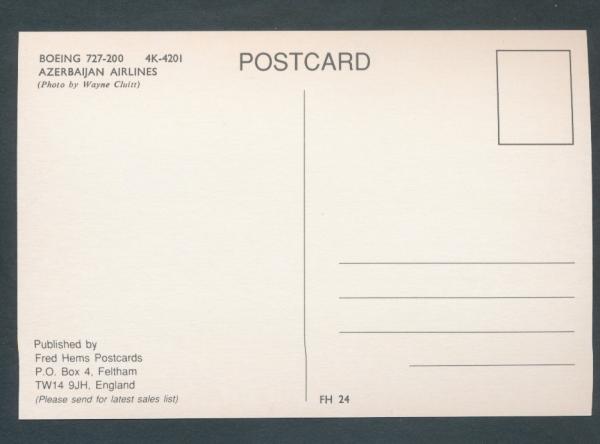 BOEING 727-200 4K-4201
AZERBAIJAN AIRLINES
(Photo by Wayne Cluitt)
POSTCARD
Published by
Fred Hems Postcards
P.O. Box 4, Feltham
TW14 9JH, England
(Please send for latest sales list)
FH 24